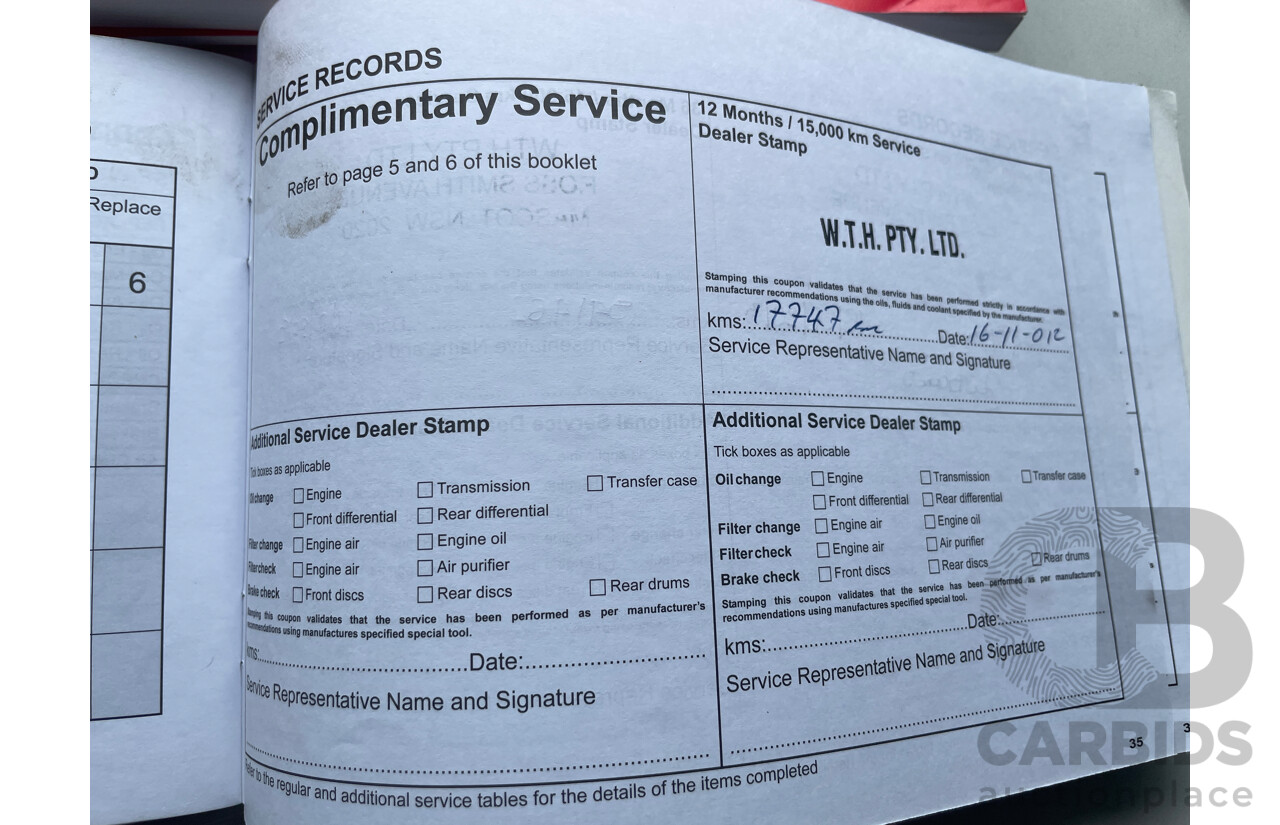 Replace
6
SERVICE RECORDS
Complimentary Service
Refer to page 5 and 6 of this booklet
12 Months / 15,000 km Service
Dealer Stamp
W.T.H. PTY. LTD.
Stamping this coupon validates that the service has been performed strictly in accordance with
manufacturer recommendations using the oils, fluids and coolant specified by the manufacturer.
kms: 17747 Date: 16-11-012
Service Representative Name and Signature
Additional Service Dealer Stamp
Tick boxes as applicable
Oil change Engine Transmission Transfer case
Front differential Rear differential
Filter change Engine air Engine oil
Filter check Engine air Air purifier
Brake check Front discs Rear discs Rear drums
Stamping this coupon validates that the service has been performed as per manufacturer's
recommendations using manufactures specified special tool.
kms: Date:
Service Representative Name and Signature
Additional Service Dealer Stamp
Tick boxes as applicable
Oil change Engine Transmission Transfer case
Front differential Rear differential
Filter change Engine air Engine oil
Filter check Engine air Air purifier
Brake check Front discs Rear discs Rear drums
Stamping this coupon validates that the service has been performed as per manufacturer's
recommendations using manufactures specified special tool.
kms: Date:
Service Representative Name and Signature
Refer to the regular and additional service tables for the details of the items completed
35
3
CARBIDS
auctionplace